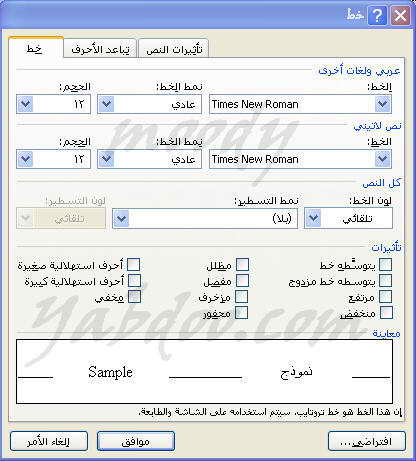 خط
خط تباعد الأحرف تأثيرات النص
عربي ولغات أخرى
الخط: نمط الخط: الحجم:
Times New Roman عادي ١٢
نص لاتيني
الخط: نمط الخط: الحجم:
Times New Roman عادي ١٢
كل النص
لون الخط: نمط التسطير: لون التسطير:
تلقائي (بلا) تلقائي
تأثيرات
يتوسطه خط مظلل أحرف استهلالية صغيرة
يتوسطه خط مزدوج مفصل أحرف استهلالية كبيرة
مرتفع مزخرف مخفي
منخفض محفور
معاينة
نموذج Sample
إن هذا الخط هو خط تروتايب. سيتم استخدامه على الشاشة والطابعة.
افتراضي... موافق إلغاء الأمر
moody
yabdoo.com